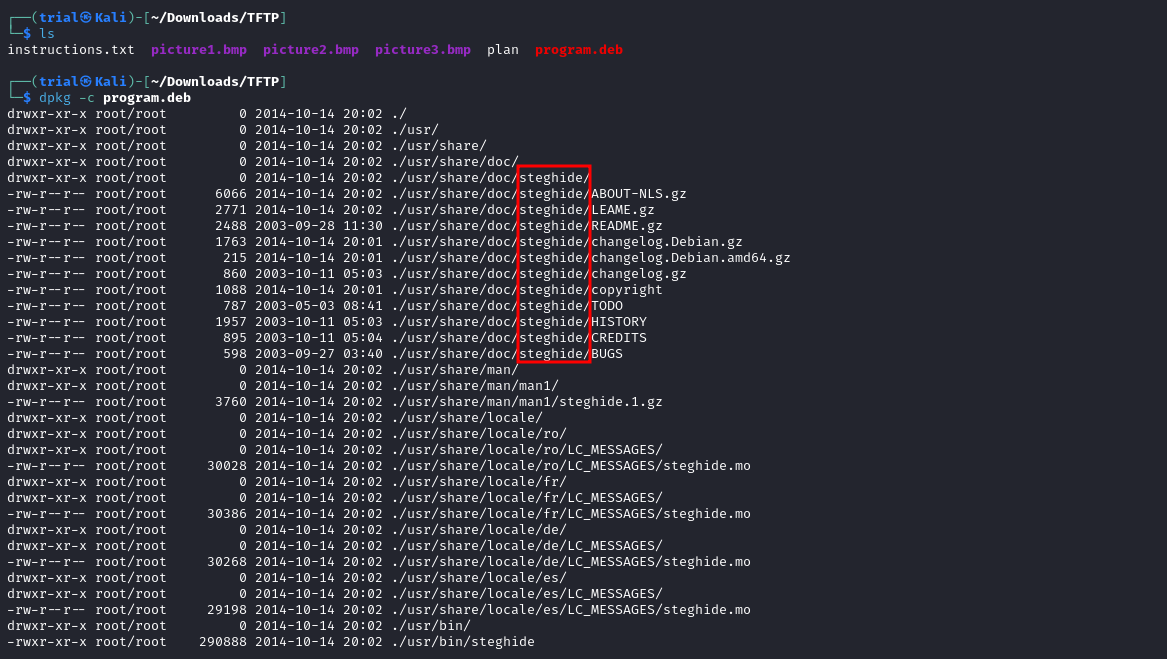 ┌──(trial㉿Kali)-[~/Downloads/TFTP]
└─$ ls
instructions.txt  picture1.bmp  picture2.bmp  picture3.bmp  plan  program.deb
┌──(trial㉿Kali)-[~/Downloads/TFTP]
└─$ dpkg -c program.deb
drwxr-xr-x root/root         0 2014-10-14 20:02 ./
drwxr-xr-x root/root         0 2014-10-14 20:02 ./usr/
drwxr-xr-x root/root         0 2014-10-14 20:02 ./usr/share/
drwxr-xr-x root/root         0 2014-10-14 20:02 ./usr/share/doc/
drwxr-xr-x root/root         0 2014-10-14 20:02 ./usr/share/doc/steghide/
-rw-r--r-- root/root      6066 2014-10-14 20:02 ./usr/share/doc/steghide/ABOUT-NLS.gz
-rw-r--r-- root/root      2771 2014-10-14 20:02 ./usr/share/doc/steghide/LEAME.gz
-rw-r--r-- root/root      2488 2003-09-28 11:30 ./usr/share/doc/steghide/README.gz
-rw-r--r-- root/root      1763 2014-10-14 20:01 ./usr/share/doc/steghide/changelog.Debian.gz
-rw-r--r-- root/root       215 2014-10-14 20:01 ./usr/share/doc/steghide/changelog.Debian.amd64.gz
-rw-r--r-- root/root       860 2003-10-11 05:03 ./usr/share/doc/steghide/changelog.gz
-rw-r--r-- root/root      1088 2014-10-14 20:01 ./usr/share/doc/steghide/copyright
-rw-r--r-- root/root       787 2003-05-03 08:41 ./usr/share/doc/steghide/TODO
-rw-r--r-- root/root      1957 2003-10-11 05:03 ./usr/share/doc/steghide/HISTORY
-rw-r--r-- root/root       895 2003-10-11 05:04 ./usr/share/doc/steghide/CREDITS
-rw-r--r-- root/root       598 2003-09-27 03:40 ./usr/share/doc/steghide/BUGS
drwxr-xr-x root/root         0 2014-10-14 20:02 ./usr/share/man/
drwxr-xr-x root/root         0 2014-10-14 20:02 ./usr/share/man/man1/
-rw-r--r-- root/root      3760 2014-10-14 20:02 ./usr/share/man/man1/steghide.1.gz
drwxr-xr-x root/root         0 2014-10-14 20:02 ./usr/share/locale/
drwxr-xr-x root/root         0 2014-10-14 20:02 ./usr/share/locale/ro/
drwxr-xr-x root/root         0 2014-10-14 20:02 ./usr/share/locale/ro/LC_MESSAGES/
-rw-r--r-- root/root     30028 2014-10-14 20:02 ./usr/share/locale/ro/LC_MESSAGES/steghide.mo
drwxr-xr-x root/root         0 2014-10-14 20:02 ./usr/share/locale/fr/
drwxr-xr-x root/root         0 2014-10-14 20:02 ./usr/share/locale/fr/LC_MESSAGES/
-rw-r--r-- root/root     30386 2014-10-14 20:02 ./usr/share/locale/fr/LC_MESSAGES/steghide.mo
drwxr-xr-x root/root         0 2014-10-14 20:02 ./usr/share/locale/de/
drwxr-xr-x root/root         0 2014-10-14 20:02 ./usr/share/locale/de/LC_MESSAGES/
-rw-r--r-- root/root     30268 2014-10-14 20:02 ./usr/share/locale/de/LC_MESSAGES/steghide.mo
drwxr-xr-x root/root         0 2014-10-14 20:02 ./usr/share/locale/es/
drwxr-xr-x root/root         0 2014-10-14 20:02 ./usr/share/locale/es/LC_MESSAGES/
-rw-r--r-- root/root     29198 2014-10-14 20:02 ./usr/share/locale/es/LC_MESSAGES/steghide.mo
drwxr-xr-x root/root         0 2014-10-14 20:02 ./usr/bin/
-rwxr-xr-x root/root    290888 2014-10-14 20:02 ./usr/bin/steghide